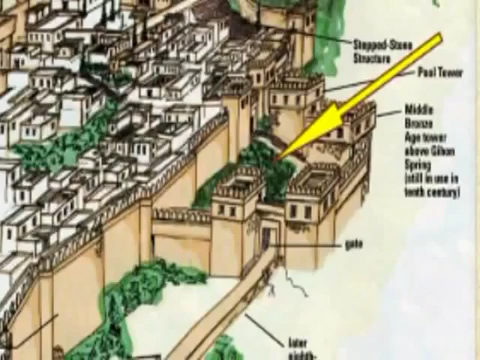 Stepped-Stone
Structure
Pool Tower
Middle
Bronze
Age tower
above Gihon
Spring
(still in use in
tenth century)
gate
later
eighth-